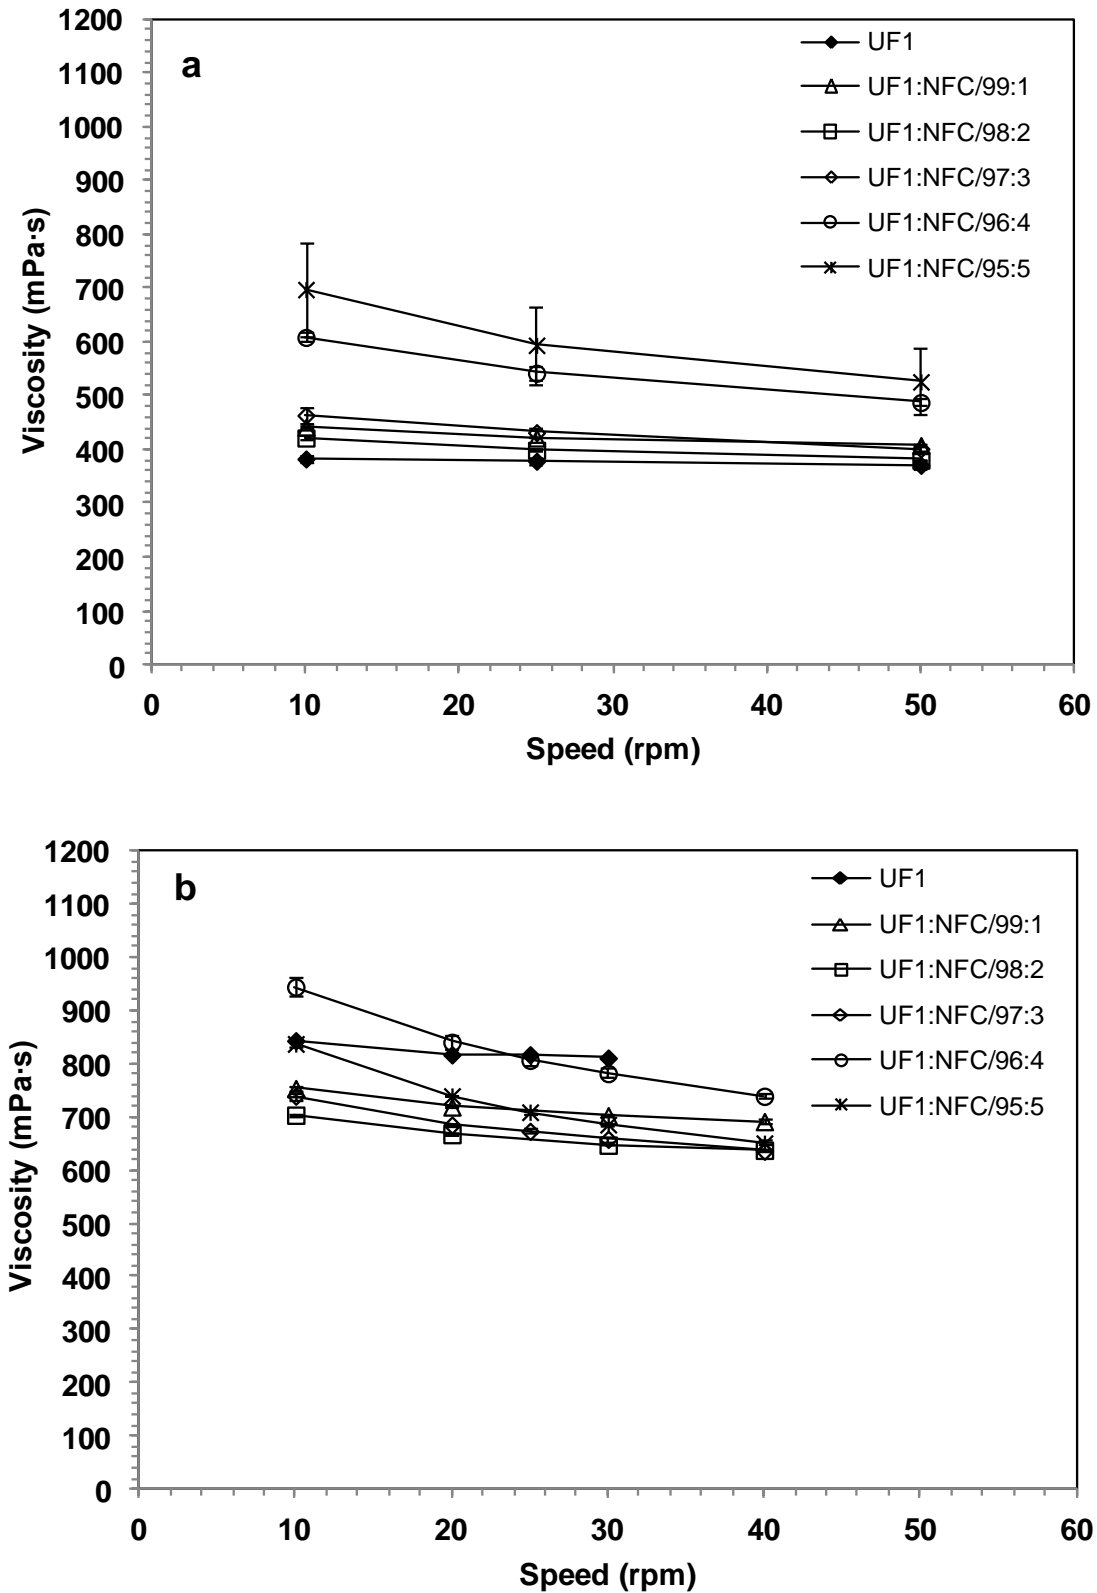 1200
1100
1000
900
800
700
600
500
400
300
200
100
0
Viscosity (mPa·s)
a
UF1
UF1:NFC/99:1
UF1:NFC/98:2
UF1:NFC/97:3
UF1:NFC/96:4
UF1:NFC/95:5
0 10 20 30 40 50 60
Speed (rpm)
1200
1100
1000
900
800
700
600
500
400
300
200
100
0
Viscosity (mPa·s)
b
UF1
UF1:NFC/99:1
UF1:NFC/98:2
UF1:NFC/97:3
UF1:NFC/96:4
UF1:NFC/95:5
0 10 20 30 40 50 60
Speed (rpm)